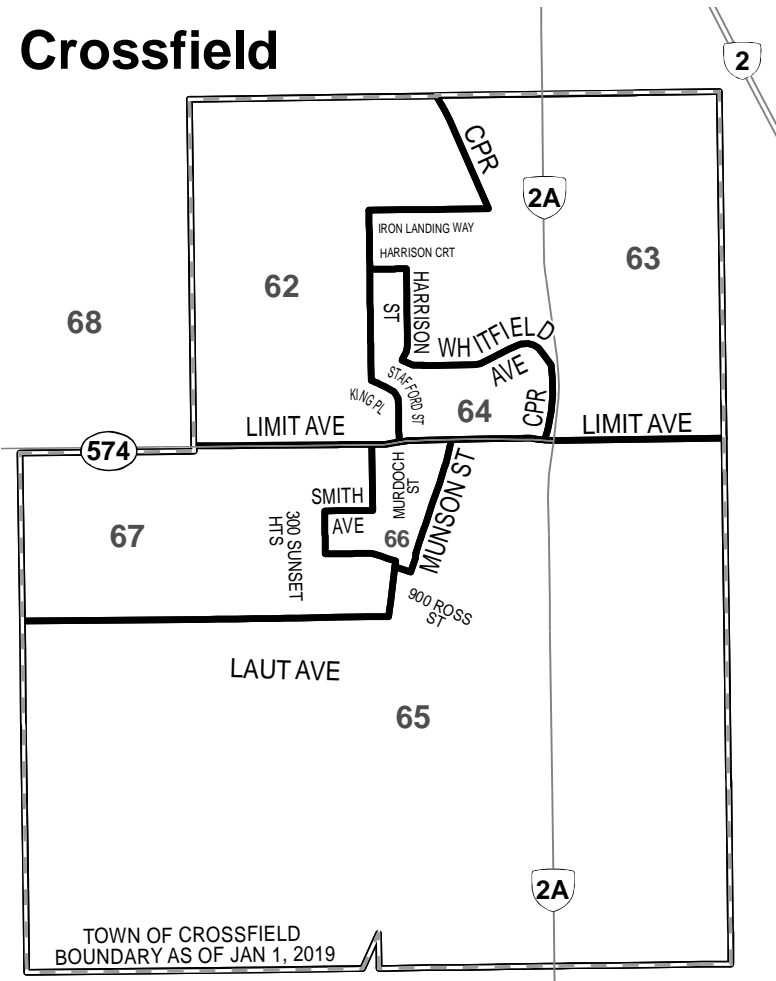 Crossfield
2
CPR
2A
IRON LANDING WAY
HARRISON CRT
63
62
HARRISON
ST
68
WHITFIELD
AVE
STAFFORD ST
KING PL
64
CPR
LIMIT AVE
LIMIT AVE
574
MURDOCH
ST
MUNSON ST
SMITH
AVE
300 SUNSET
HTS
67
66
900 ROSS
ST
LAUT AVE
65
2A
TOWN OF CROSSFIELD
BOUNDARY AS OF JAN 1, 2019